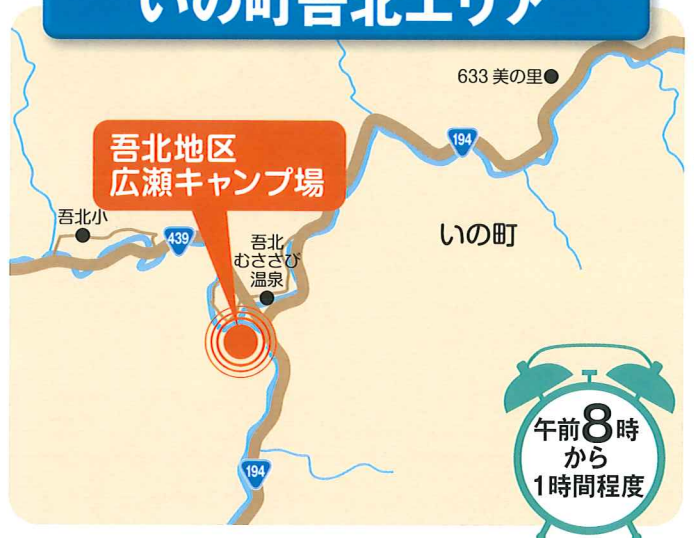 いの町吾北エリア
633 美の里
194
吾北地区
広瀬キャンプ場
吾北小
439
吾北
むささび
温泉
いの町
194
午前8時
から
1時間程度